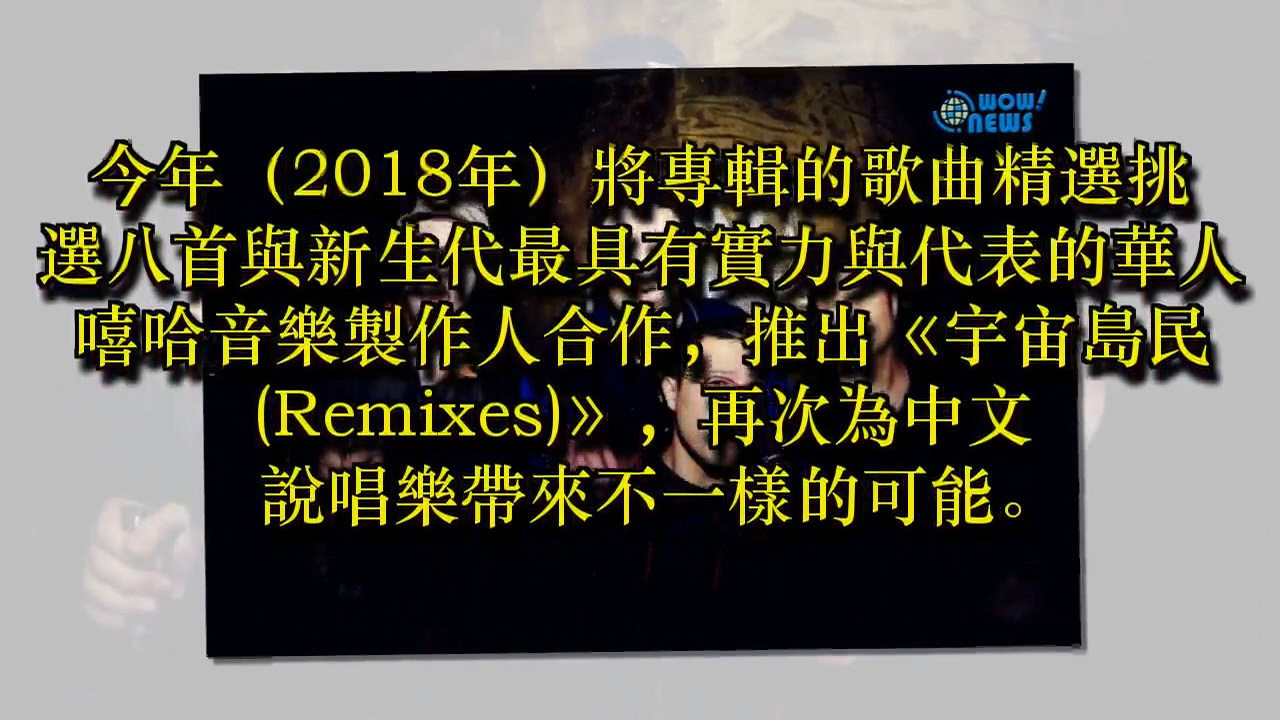 WOW!
NEWS
今年（2018年）將專輯的歌曲精選挑
選八首與新生代最具有實力與代表的華人
嘻哈音樂製作人合作，推出《宇宙島民
(Remixes)》，再次為中文
說唱樂帶來不一樣的可能。